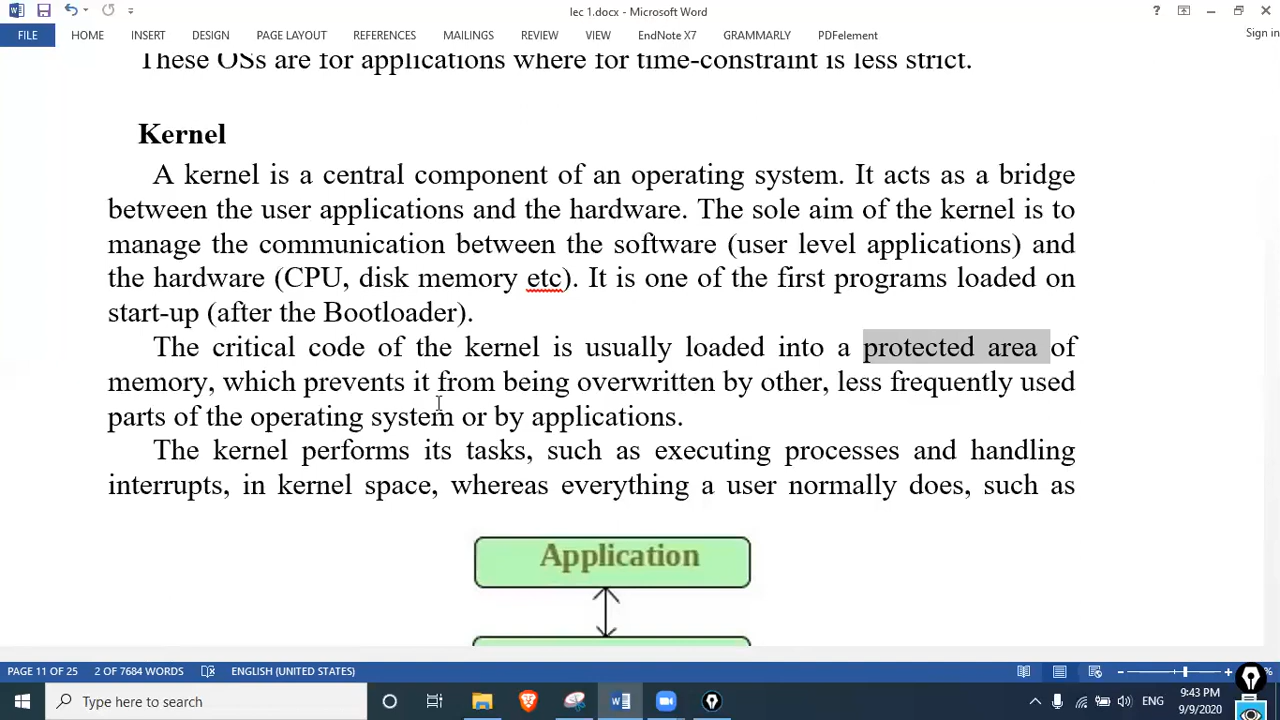 lec 1.docx - Microsoft Word
?
FILE
HOME
INSERT
DESIGN
PAGE LAYOUT
REFERENCES
MAILINGS
REVIEW
VIEW
EndNote X7
GRAMMARLY
PDFelement
Sign in
These OSs are for applications where for time-constraint is less strict.
Kernel
A kernel is a central component of an operating system. It acts as a bridge
between the user applications and the hardware. The sole aim of the kernel is to
manage the communication between the software (user level applications) and
the hardware (CPU, disk memory etc). It is one of the first programs loaded on
start-up (after the Bootloader).
The critical code of the kernel is usually loaded into a protected area of
memory, which prevents it from being overwritten by other, less frequently used
parts of the operating system or by applications.
The kernel performs its tasks, such as executing processes and handling
interrupts, in kernel space, whereas everything a user normally does, such as
Application
PAGE 11 OF 25
2 OF 7684 WORDS
ENGLISH (UNITED STATES)
%
Type here to search
ENG
9:43 PM
9/9/2020